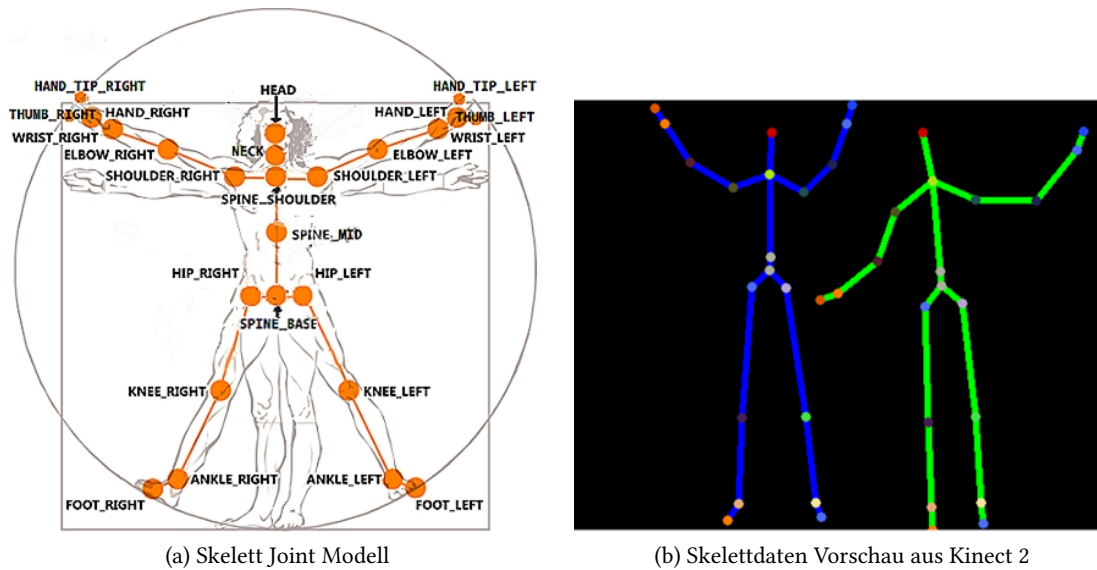 HAND_TIP_RIGHT
HAND_TIP_LEFT
HEAD
THUMB_RIGHT
HAND_RIGHT
HAND_LEFT
THUMB_LEFT
WRIST_RIGHT
WRIST_LEFT
ELBOW_RIGHT
NECK
ELBOW_LEFT
SHOULDER_RIGHT
SHOULDER_LEFT
SPINE_SHOULDER
SPINE_MID
HIP_RIGHT
HIP_LEFT
SPINE_BASE
KNEE_RIGHT
KNEE_LEFT
ANKLE_RIGHT
ANKLE_LEFT
FOOT_RIGHT
FOOT_LEFT
(a) Skelett Joint Modell
(b) Skelettdaten Vorschau aus Kinect 2